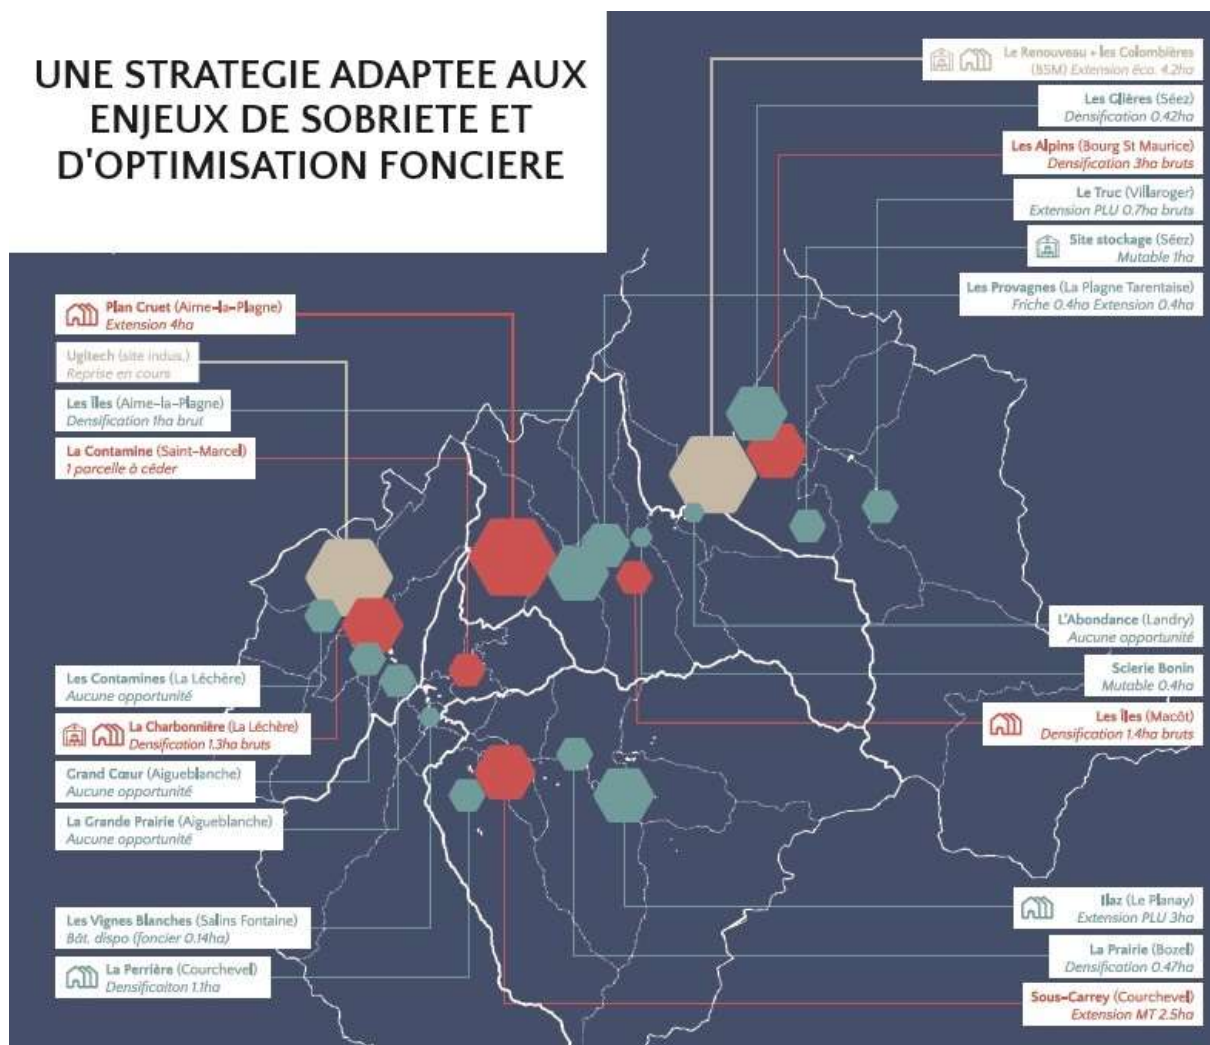 UNE STRATEGIE ADAPTEE AUX
ENJEUX DE SOBRIETE ET
D'OPTIMISATION FONCIERE
Le Renouveau + les Colombières
(BSM) Extension éco. 4.2ha
Les Glières (Séez)
Densification 0.42ha
Les Alpins (Bourg St Maurice)
Densification 3ha bruts
Le Truc (Villaroger)
Extension PLU 0.7ha bruts
Site stockage (Séez)
Mutable 1ha
Les Provagnes (La Plagne Tarentaise)
Friche 0.4ha Extension 0.4ha
Plan Cruet (Aime-la-Plagne)
Extension 4ha
Ugitech (site indus.)
Reprise en cours
Les Îles (Aime-la-Plagne)
Densification 1ha brut
La Contamine (Saint-Marcel)
1 parcelle à céder
L'Abondance (Landry)
Aucune opportunité
Scierie Bonin
Mutable 0.4ha
Les Îles (Macôt)
Densification 1.4ha bruts
Les Contamines (La Léchère)
Aucune opportunité
La Charbonnière (La Léchère)
Densification 1.3ha bruts
Grand Cœur (Aigueblanche)
Aucune opportunité
La Grande Prairie (Aigueblanche)
Aucune opportunité
Les Vignes Blanches (Salins Fontaine)
Bât. dispo (foncier 0.14ha)
La Perrière (Courchevel)
Densificaiton 1.1ha
Ilaz (Le Planay)
Extension PLU 3ha
La Prairie (Bozel)
Densification 0.47ha
Sous-Carrey (Courchevel)
Extension MT 2.5ha